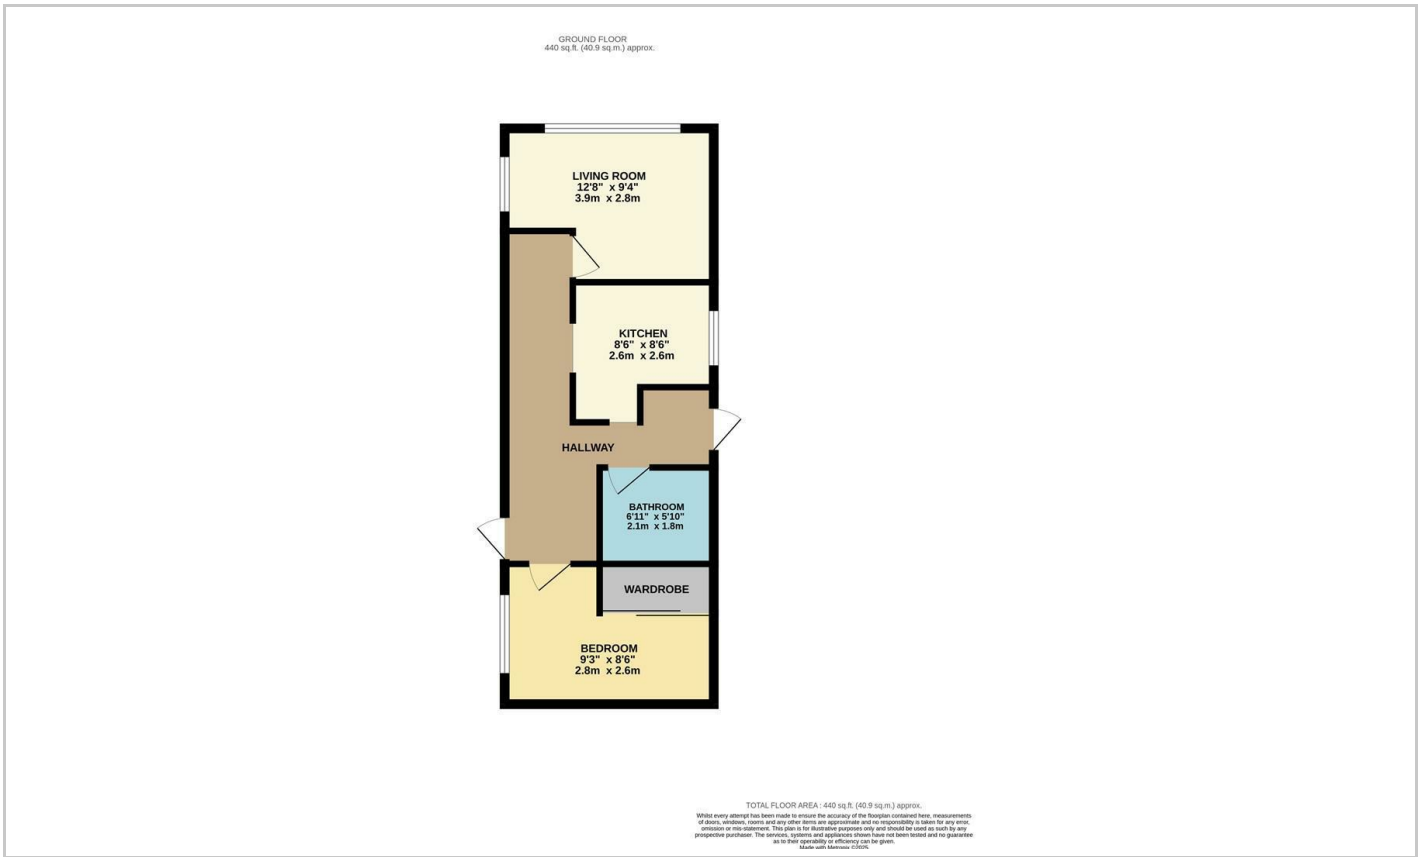 GROUND FLOOR
440 sq.ft. (40.9 sq.m.) approx.
LIVING ROOM
12'8" x 9'4"
3.9m x 2.8m
KITCHEN
8'6" x 8'6"
2.6m x 2.6m
HALLWAY
BATHROOM
6'11" x 5'10"
2.1m x 1.8m
WARDROBE
BEDROOM
9'3" x 8'6"
2.8m x 2.6m
TOTAL FLOOR AREA : 440 sq.ft. (40.9 sq.m.) approx.
Whilst every attempt has been made to ensure the accuracy of the floorplan contained here, measurements
of doors, windows, rooms and any other items are approximate and no responsibility is taken for any error,
omission or mis-statement. This plan is for illustrative purposes only and should be used as such by any
prospective purchaser. The services, systems and appliances shown have not been tested and no guarantee
as to their operability or efficiency can be given.
Made with Metropix ©2025